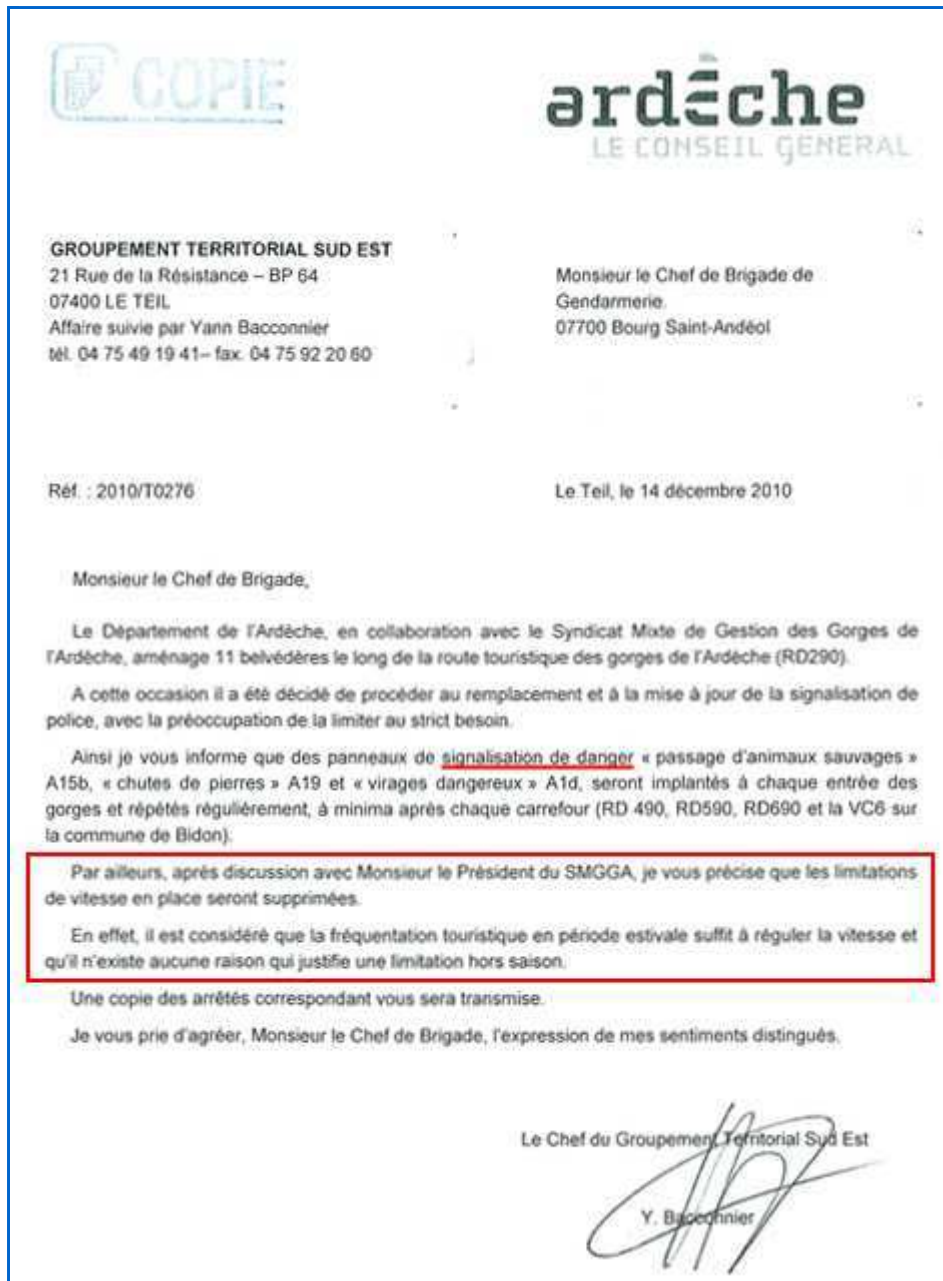 COPIE
ardèche
LE CONSEIL GENERAL
GROUPEMENT TERRITORIAL SUD EST
21 Rue de la Résistance – BP 64
07400 LE TEIL
Affaire suivie par Yann Bacconnier
tél. 04 75 49 19 41– fax. 04 75 92 20 60
Monsieur le Chef de Brigade de
Gendarmerie.
07700 Bourg Saint-Andéol
Réf. : 2010/T0276
Le Teil, le 14 décembre 2010
Monsieur le Chef de Brigade,
Le Département de l'Ardèche, en collaboration avec le Syndicat Mixte de Gestion des Gorges de
l'Ardèche, aménage 11 belvédères le long de la route touristique des gorges de l'Ardèche (RD290).
A cette occasion il a été décidé de procéder au remplacement et à la mise à jour de la signalisation de
police, avec la préoccupation de la limiter au strict besoin.
Ainsi je vous informe que des panneaux de signalisation de danger « passage d'animaux sauvages »
A15b, « chutes de pierres » A19 et « virages dangereux » A1d, seront implantés à chaque entrée des
gorges et répétés régulièrement, à minima après chaque carrefour (RD 490, RD590, RD690 et la VC6 sur
la commune de Bidon).
Par ailleurs, après discussion avec Monsieur le Président du SMGGA, je vous précise que les limitations
de vitesse en place seront supprimées.
En effet, il est considéré que la fréquentation touristique en période estivale suffit à réguler la vitesse et
qu'il n'existe aucune raison qui justifie une limitation hors saison.
Une copie des arrêtés correspondant vous sera transmise.
Je vous prie d'agréer, Monsieur le Chef de Brigade, l'expression de mes sentiments distingués.
Le Chef du Groupement Territorial Sud Est
Y. Bacconnier